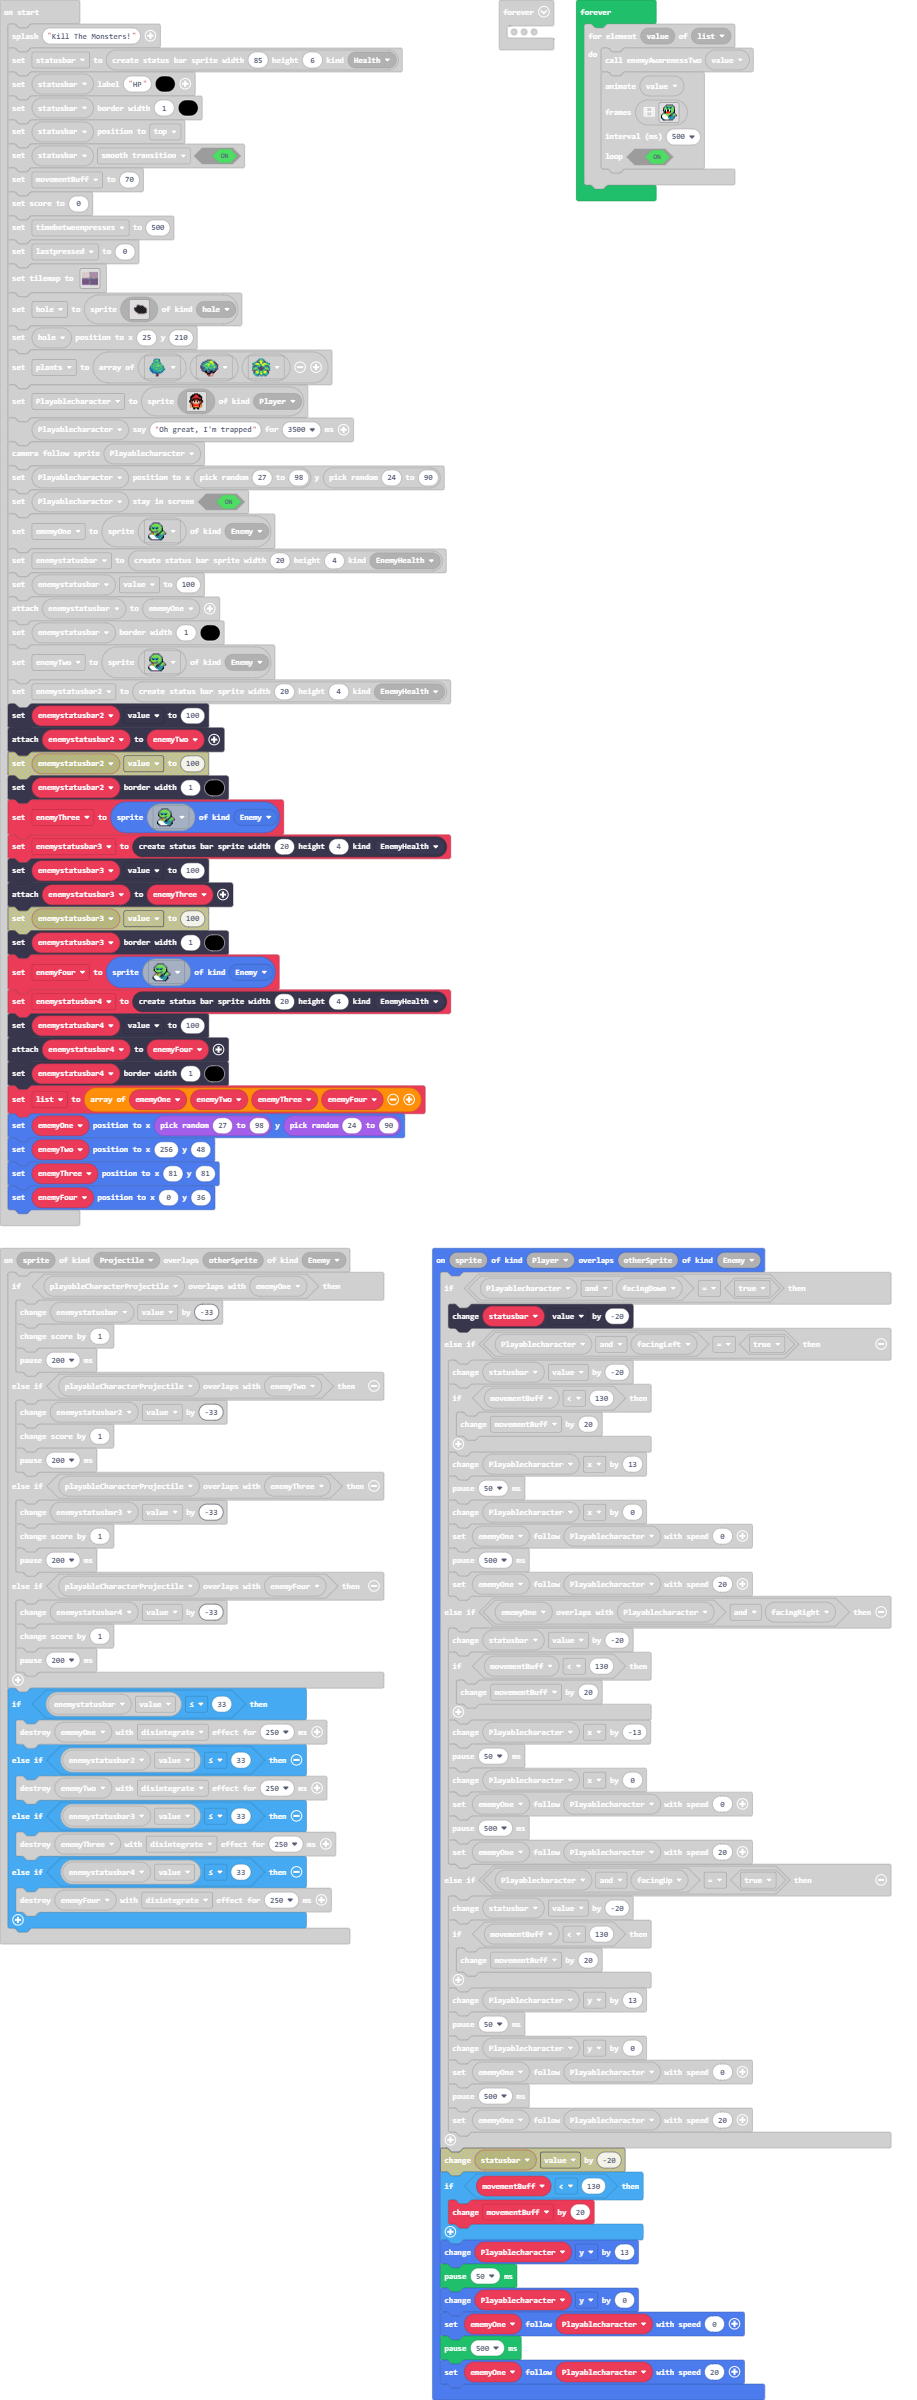 on start
splash "Kill The Monsters!"
set statusbar to create status bar sprite width 85 height 6 kind Health
set statusbar label "HP"
set statusbar border width 1
set statusbar position to top
set statusbar smooth transition ON
set movementBuff to 70
set score to 0
set timebetweenpresses to 500
set lastpressed to 0
set tilemap to
set hole to sprite of kind hole
set hole position to x 25 y 210
set plants to array of
set Playablecharacter to sprite of kind Player
Playablecharacter say "Oh great, I'm trapped" for 3500 ms
camera follow sprite Playablecharacter
set Playablecharacter position to x pick random 27 to 98 y pick random 24 to 90
set Playablecharacter stay in screen ON
set emenyOne to sprite of kind Enemy
set enemystatusbar to create status bar sprite width 20 height 4 kind EnemyHealth
set enemystatusbar value to 100
attach enemystatusbar to emenyOne
set enemystatusbar border width 1
set enemyTwo to sprite of kind Enemy
set enemystatusbar2 to create status bar sprite width 20 height 4 kind EnemyHealth
set enemystatusbar2 value to 100
attach enemystatusbar2 to enemyTwo
set enemystatusbar2 value to 100
set enemystatusbar2 border width 1
set enemyThree to sprite of kind Enemy
set enemystatusbar3 to create status bar sprite width 20 height 4 kind EnemyHealth
set enemystatusbar3 value to 100
attach enemystatusbar3 to enemyThree
set enemystatusbar3 value to 100
set enemystatusbar3 border width 1
set enemyFour to sprite of kind Enemy
set enemystatusbar4 to create status bar sprite width 20 height 4 kind EnemyHealth
set enemystatusbar4 value to 100
attach enemystatusbar4 to enemyFour
set enemystatusbar4 border width 1
set list to array of emenyOne enemyTwo enemyThree enemyFour
set emenyOne position to x pick random 27 to 98 y pick random 24 to 90
set enemyTwo position to x 256 y 48
set enemyThree position to x 81 y 81
set enemyFour position to x 0 y 36
forever
forever
for element value of list
do call enemyAwarenessTwo value
animate value
frames
interval (ms) 500
loop ON
on sprite of kind Projectile overlaps otherSprite of kind Enemy
if playableCharacterProjectile overlaps with emenyOne then
change enemystatusbar value by -33
change score by 1
pause 200 ms
else if playableCharacterProjectile overlaps with enemyTwo then
change enemystatusbar2 value by -33
change score by 1
pause 200 ms
else if playableCharacterProjectile overlaps with enemyThree then
change enemystatusbar3 value by -33
change score by 1
pause 200 ms
else if playableCharacterProjectile overlaps with enemyFour then
change enemystatusbar4 value by -33
change score by 1
pause 200 ms
if enemystatusbar value ≤ 33 then
destroy emenyOne with disintegrate effect for 250 ms
else if enemystatusbar2 value ≤ 33 then
destroy enemyTwo with disintegrate effect for 250 ms
else if enemystatusbar3 value ≤ 33 then
destroy enemyThree with disintegrate effect for 250 ms
else if enemystatusbar4 value ≤ 33 then
destroy enemyFour with disintegrate effect for 250 ms
on sprite of kind Player overlaps otherSprite of kind Enemy
if Playablecharacter and facingDown = true then
change statusbar value by -20
else if Playablecharacter and facingLeft = true then
change statusbar value by -20
if movementBuff < 130 then
change movementBuff by 20
change Playablecharacter x by 13
pause 50 ms
change Playablecharacter x by 0
set emenyOne follow Playablecharacter with speed 0
pause 500 ms
set emenyOne follow Playablecharacter with speed 20
else if emenyOne overlaps with Playablecharacter and facingRight then
change statusbar value by -20
if movementBuff < 130 then
change movementBuff by 20
change Playablecharacter x by -13
pause 50 ms
change Playablecharacter x by 0
set emenyOne follow Playablecharacter with speed 0
pause 500 ms
set emenyOne follow Playablecharacter with speed 20
else if Playablecharacter and facingUp = true then
change statusbar value by -20
if movementBuff < 130 then
change movementBuff by 20
change Playablecharacter y by 13
pause 50 ms
change Playablecharacter y by 0
set emenyOne follow Playablecharacter with speed 0
pause 500 ms
set emenyOne follow Playablecharacter with speed 20
change statusbar value by -20
if movementBuff < 130 then
change movementBuff by 20
change Playablecharacter y by 13
pause 50 ms
change Playablecharacter y by 0
set emenyOne follow Playablecharacter with speed 0
pause 500 ms
set emenyOne follow Playablecharacter with speed 20